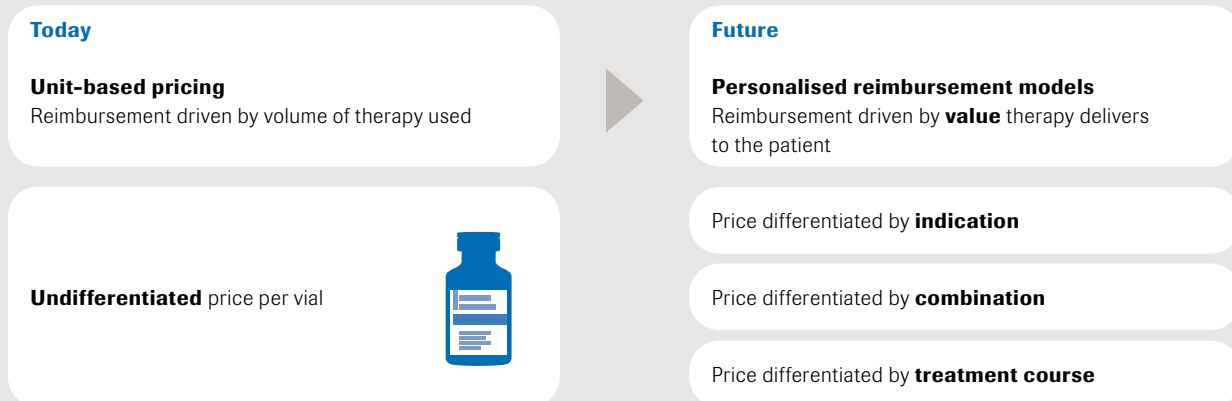 Today
Unit-based pricing
Reimbursement driven by volume of therapy used
Undifferentiated price per vial
Future
Personalised reimbursement models
Reimbursement driven by value therapy delivers
to the patient
Price differentiated by indication
Price differentiated by combination
Price differentiated by treatment course